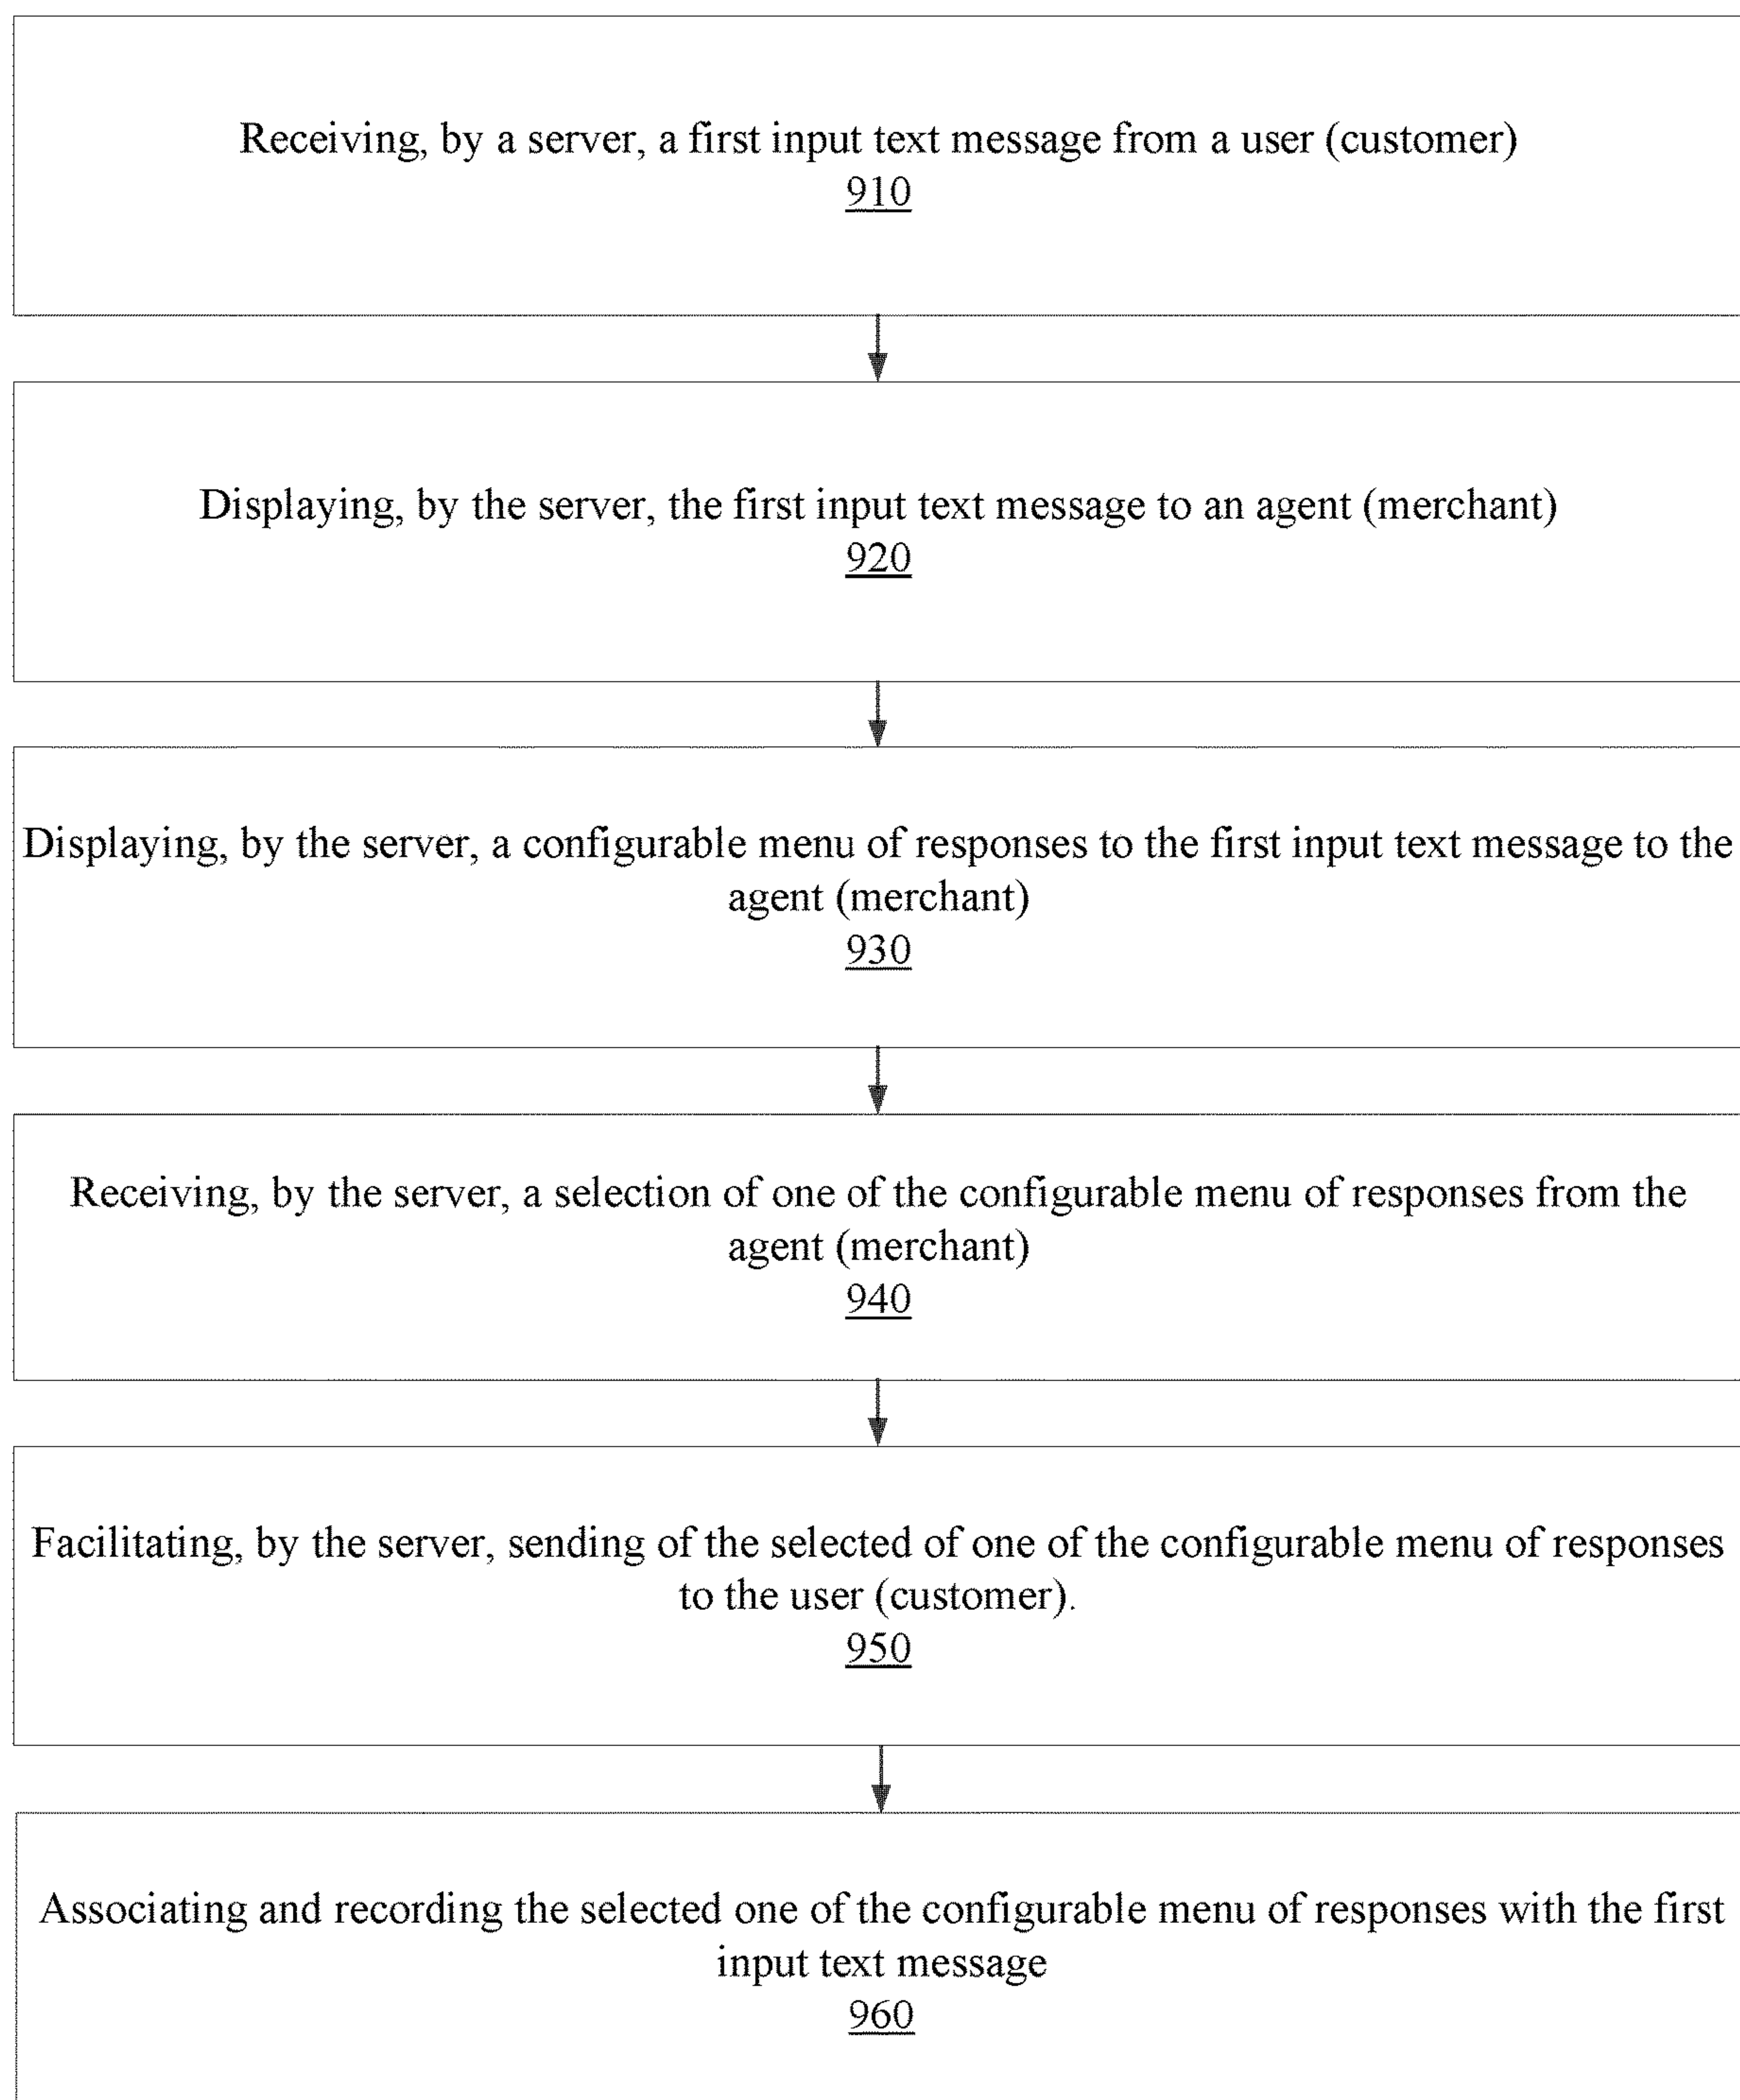 Receiving, by a server, a first input text message from a user (customer)
910
Displaying, by the server, the first input text message to an agent (merchant)
920
Displaying, by the server, a configurable menu of responses to the first input text message to the
agent (merchant)
930
Receiving, by the server, a selection of one of the configurable menu of responses from the
agent (merchant)
940
Facilitating, by the server, sending of the selected of one of the configurable menu of responses
to the user (customer).
950
Associating and recording the selected one of the configurable menu of responses with the first
input text message
960